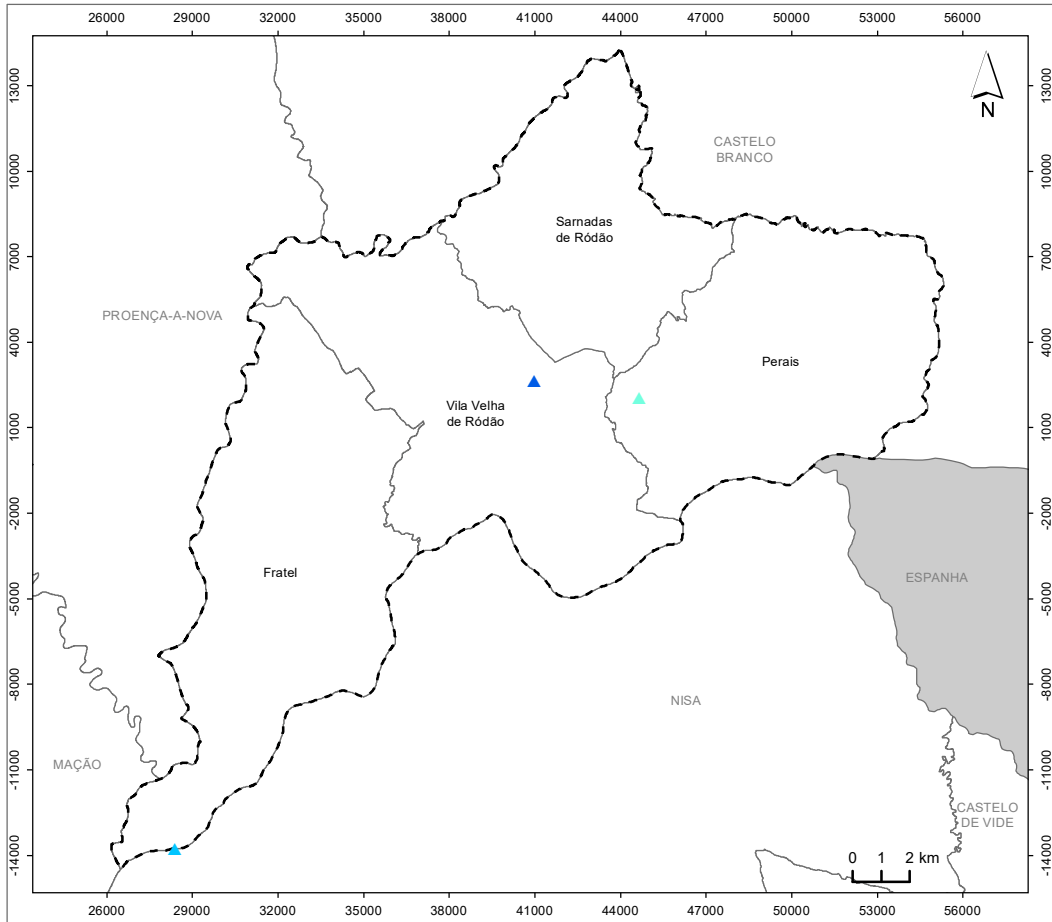 26000 28000 32000 35000 38000 41000 44000 47000 50000 53000 56000
13000
13000
N
CASTELO
BRANCO
10000
10000
Sarnadas
de Ródão
7000
7000
PROENÇA-A-NOVA
4000
4000
Perais
Vila Velha
de Ródão
1000
1000
-2000
-2000
Fratel
ESPANHA
-5000
-5000
-8000
-8000
NISA
MAÇÃO
-11000
-11000
CASTELO
DE VIDE
-14000
-14000
0 1 2 km
26000 29000 32000 35000 38000 41000 44000 47000 50000 53000 56000